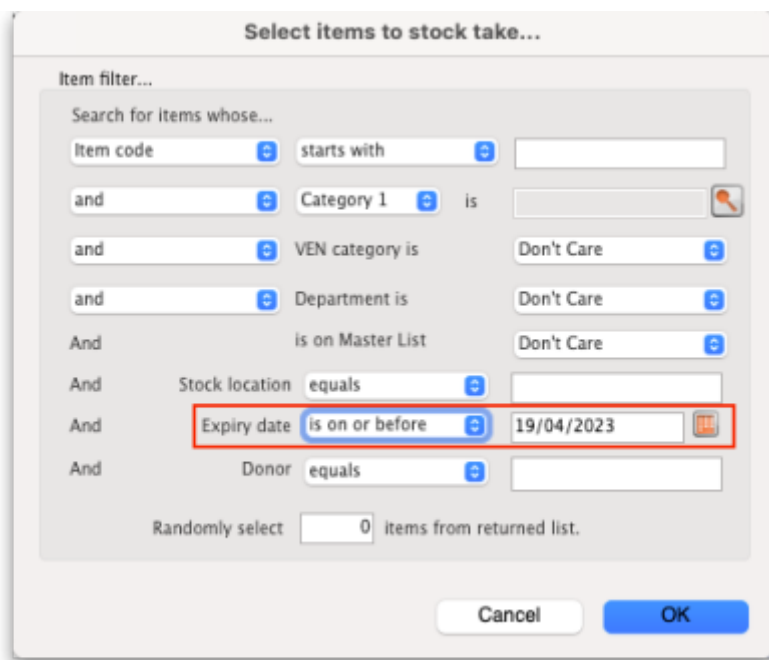 Select items to stock take...
Item filter...
Search for items whose...
Item code starts with
and Category 1 is
and VEN category is Don't Care
and Department is Don't Care
And is on Master List Don't Care
And Stock location equals
And Expiry date is on or before 19/04/2023
And Donor equals
Randomly select 0 items from returned list.
Cancel OK